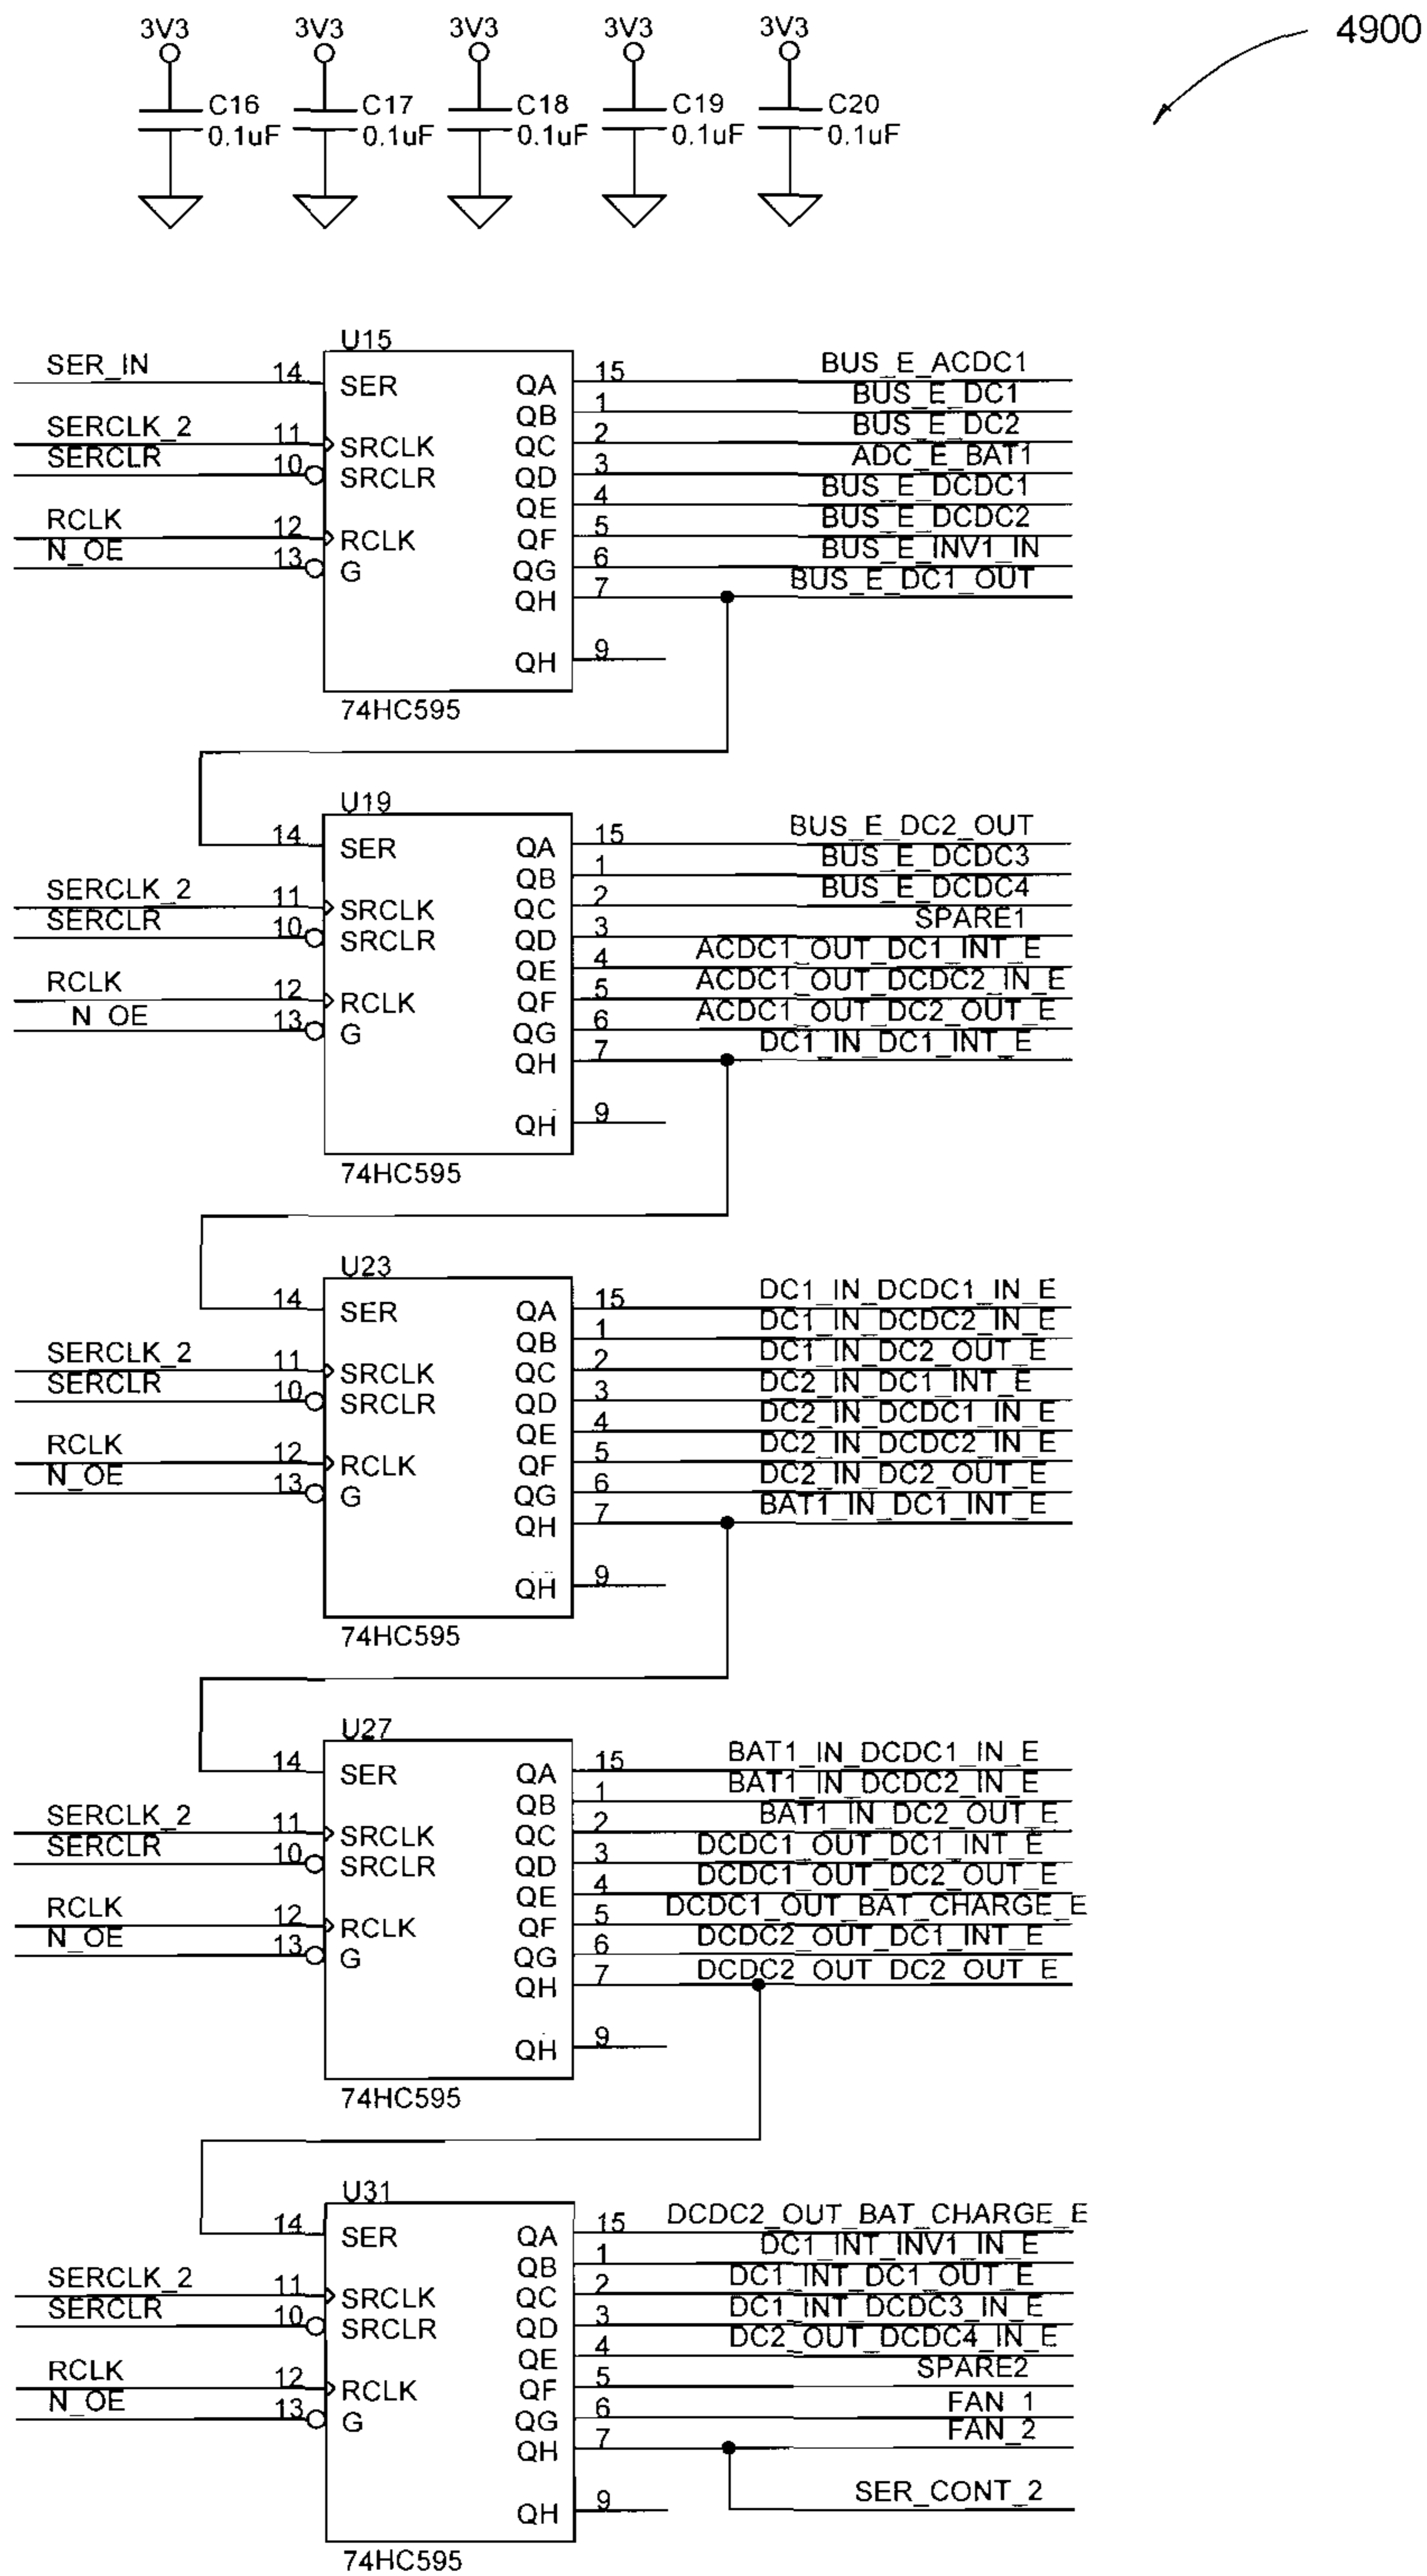 4900
3V3 3V3 3V3 3V3 3V3
C16 C17 C18 C19 C20
0.1uF 0.1uF 0.1uF 0.1uF 0.1uF
U15
SER_IN 14 SER QA 15 BUS_E_ACDC1
QB 1 BUS_E_DC1
SERCLK_2 11 SRCLK QC 2 BUS_E_DC2
SERCLR 10 SRCLR QD 3 ADC_E_BAT1
QE 4 BUS_E_DCDC1
RCLK 12 RCLK QF 5 BUS_E_DCDC2
N_OE 13 G QG 6 BUS_E_INV1_IN
QH 7 BUS_E_DC1_OUT
QH 9
74HC595
U19
14 SER QA 15 BUS_E_DC2_OUT
QB 1 BUS_E_DCDC3
SERCLK_2 11 SRCLK QC 2 BUS_E_DCDC4
SERCLR 10 SRCLR QD 3 SPARE1
QE 4 ACDC1_OUT_DC1_INT_E
RCLK 12 RCLK QF 5 ACDC1_OUT_DCDC2_IN_E
N_OE 13 G QG 6 ACDC1_OUT_DC2_OUT_E
QH 7 DC1_IN_DC1_INT_E
QH 9
74HC595
U23
14 SER QA 15 DC1_IN_DCDC1_IN_E
QB 1 DC1_IN_DCDC2_IN_E
SERCLK_2 11 SRCLK QC 2 DC1_IN_DC2_OUT_E
SERCLR 10 SRCLR QD 3 DC2_IN_DC1_INT_E
QE 4 DC2_IN_DCDC1_IN_E
RCLK 12 RCLK QF 5 DC2_IN_DCDC2_IN_E
N_OE 13 G QG 6 DC2_IN_DC2_OUT_E
QH 7 BAT1_IN_DC1_INT_E
QH 9
74HC595
U27
14 SER QA 15 BAT1_IN_DCDC1_IN_E
QB 1 BAT1_IN_DCDC2_IN_E
SERCLK_2 11 SRCLK QC 2 BAT1_IN_DC2_OUT_E
SERCLR 10 SRCLR QD 3 DCDC1_OUT_DC1_INT_E
QE 4 DCDC1_OUT_DC2_OUT_E
RCLK 12 RCLK QF 5 DCDC1_OUT_BAT_CHARGE_E
N_OE 13 G QG 6 DCDC2_OUT_DC1_INT_E
QH 7 DCDC2_OUT_DC2_OUT_E
QH 9
74HC595
U31
14 SER QA 15 DCDC2_OUT_BAT_CHARGE_E
QB 1 DC1_INT_INV1_IN_E
SERCLK_2 11 SRCLK QC 2 DC1_INT_DC1_OUT_E
SERCLR 10 SRCLR QD 3 DC1_INT_DCDC3_IN_E
QE 4 DC2_OUT_DCDC4_IN_E
RCLK 12 RCLK QF 5 SPARE2
N_OE 13 G QG 6 FAN_1
QH 7 FAN_2
SER_CONT_2
QH 9
74HC595